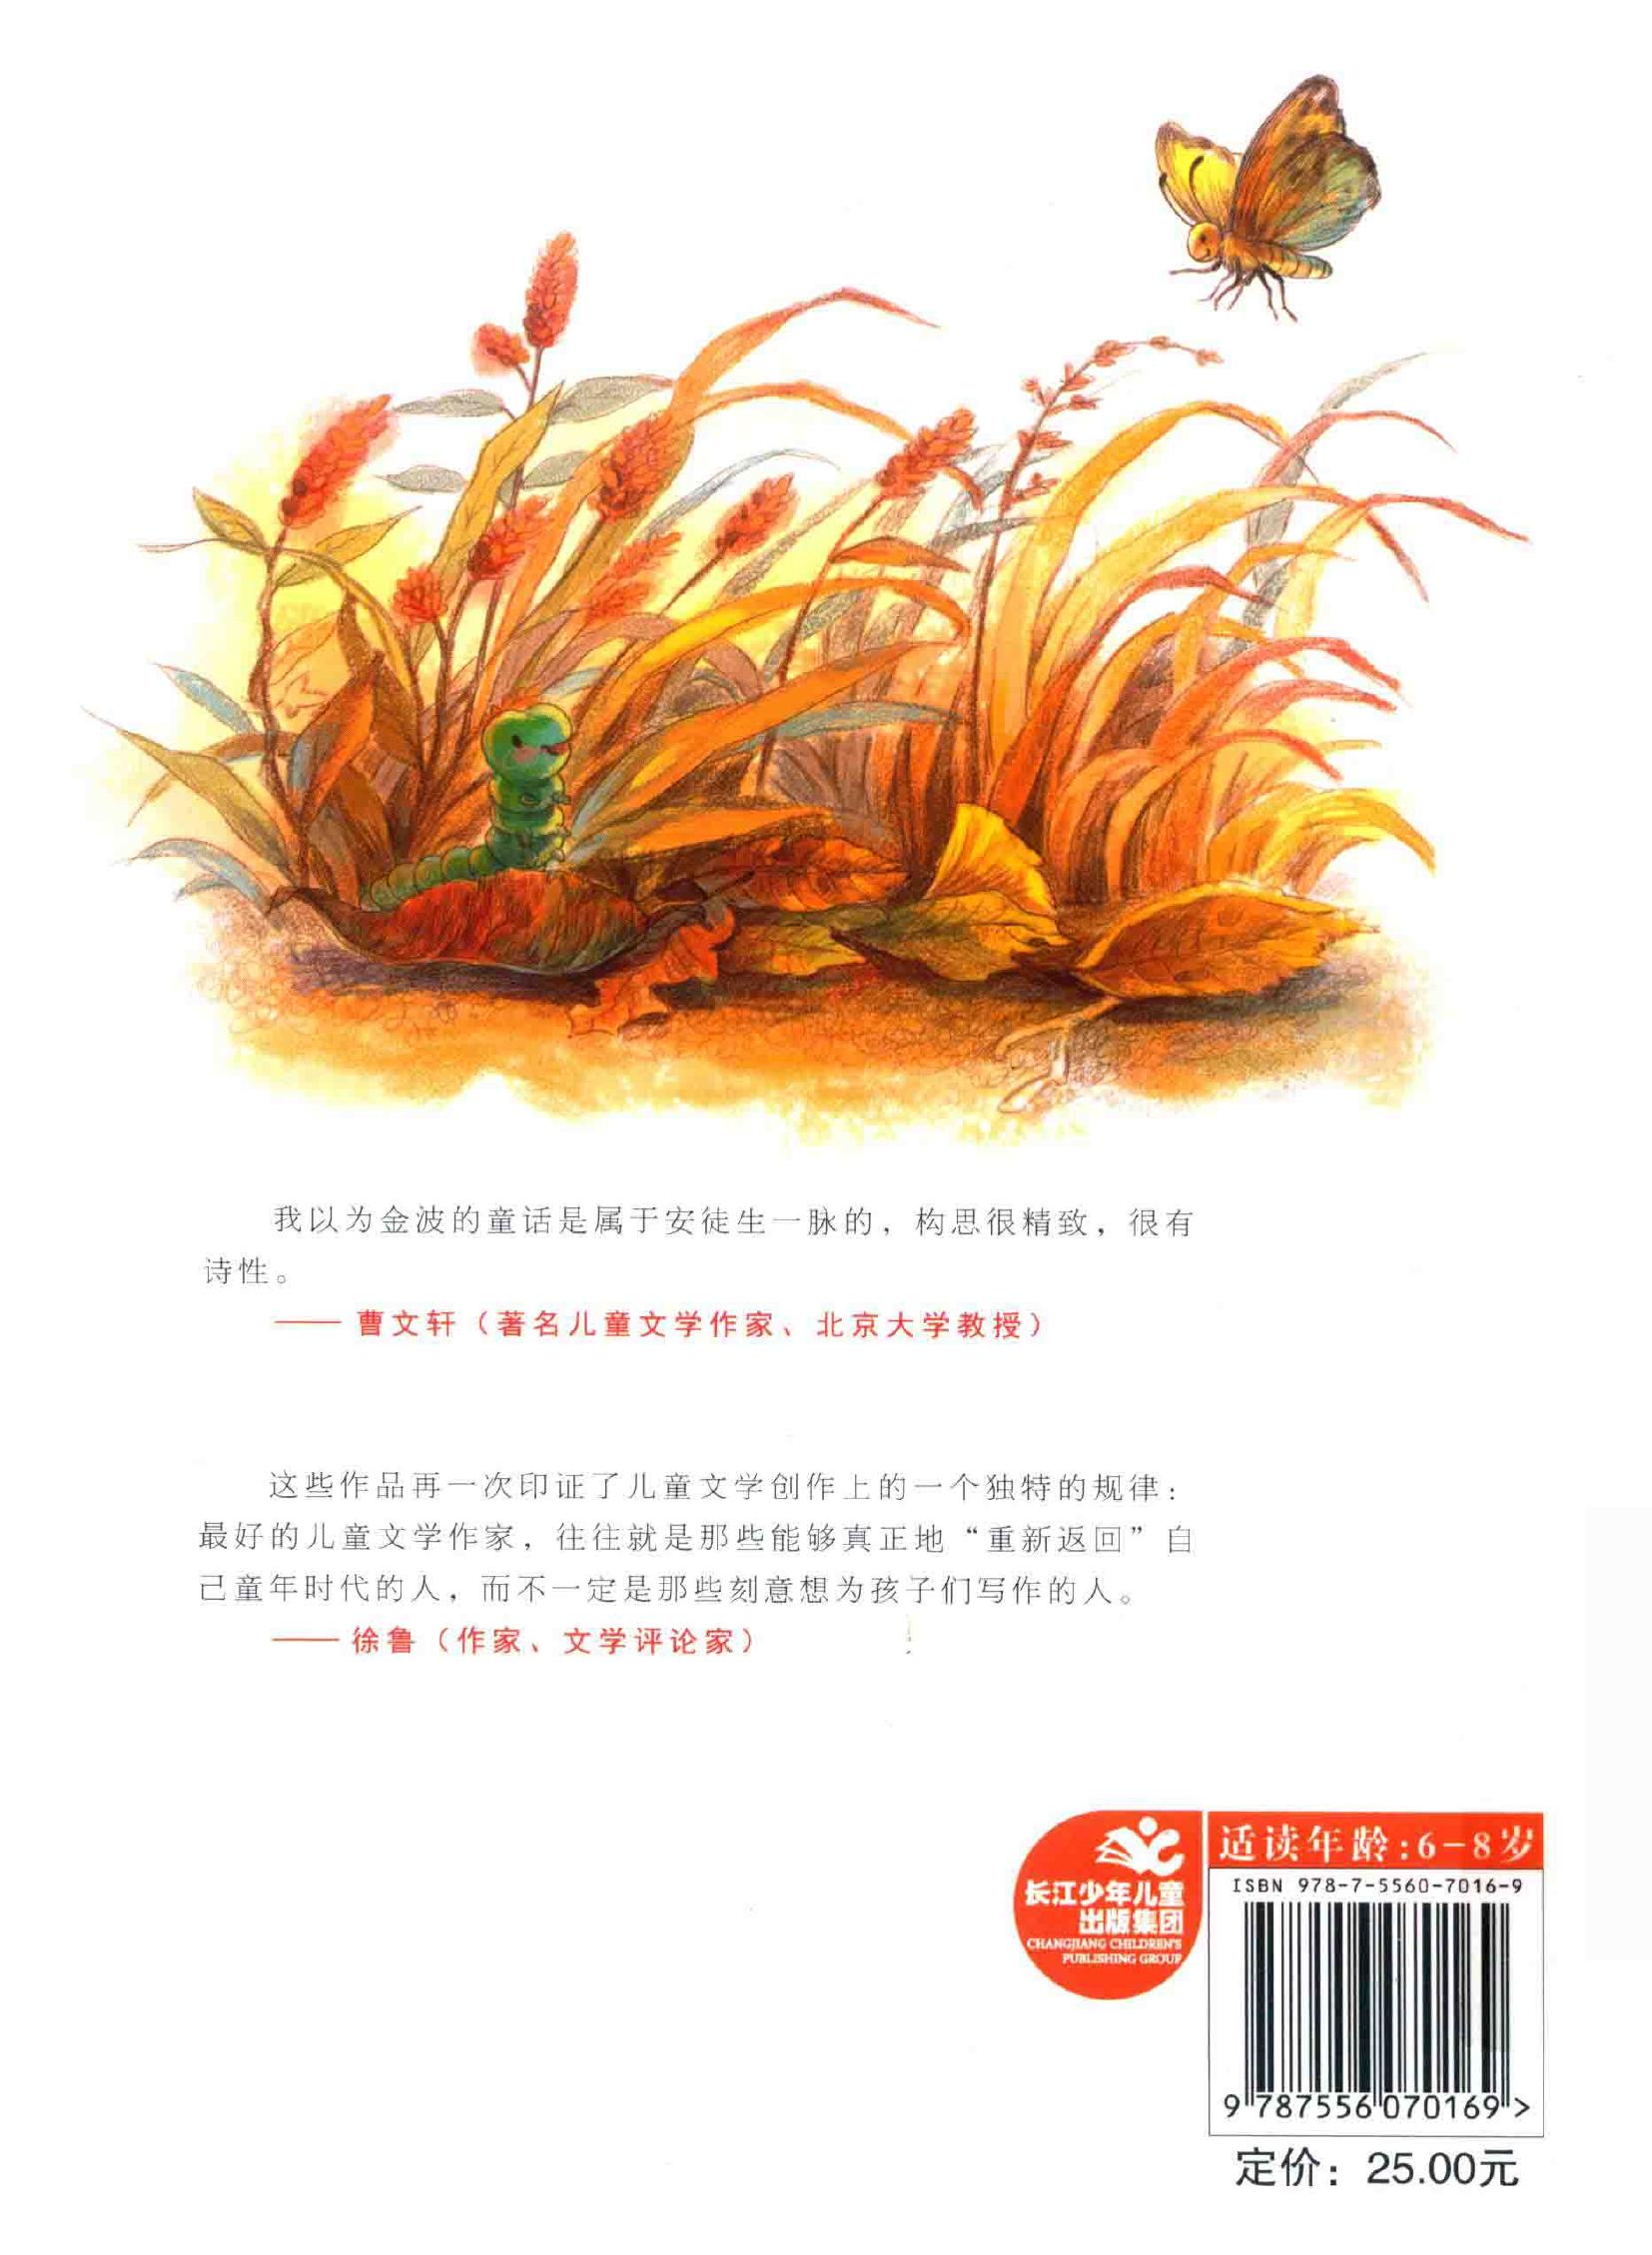 我以为金波的童话是属于安徒生一脉的，构思很精致，很有
诗性。
——曹文轩（著名儿童文学作家、北京大学教授）
这些作品再一次印证了儿童文学创作上的一个独特的规律：
最好的儿童文学作家，往往就是那些能够真正地“重新返回”自
己童年时代的人，而不一定是那些刻意想为孩子们写作的人。
——徐鲁（作家、文学评论家）
长江少年儿童
出版集团
CHANGJIANG CHILDREN'S
PUBLISHING GROUP
适读年龄：6-8岁
ISBN 978-7-5560-7016-9
9 787556 070169 >
定价：25.00元